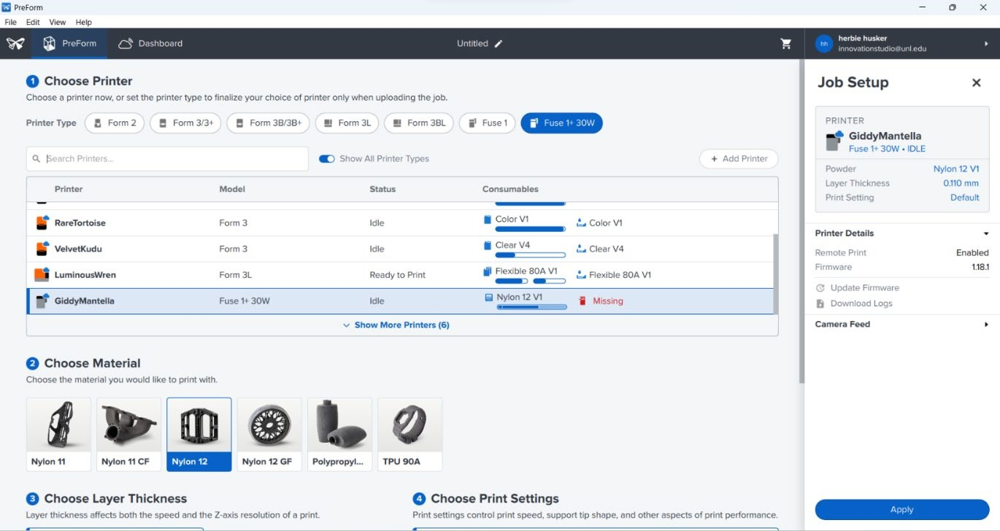 PreForm
File Edit View Help
PreForm Dashboard Untitled
hh herbie husker
innovationstudio@unl.edu
1 Choose Printer
Choose a printer now, or set the printer type to finalize your choice of printer only when uploading the job.
Printer Type Form 2 Form 3/3+ Form 3B/3B+ Form 3L Form 3BL Fuse 1 Fuse 1+ 30W
Search Printers... Show All Printer Types + Add Printer
Printer Model Status Consumables
RareTortoise Form 3 Idle Color V1 Color V1
VelvetKudu Form 3 Idle Clear V4 Clear V4
LuminousWren Form 3L Ready to Print Flexible 80A V1 Flexible 80A V1
GiddyMantella Fuse 1+ 30W Idle Nylon 12 V1 Missing
Show More Printers (6)
2 Choose Material
Choose the material you would like to print with.
Nylon 11 Nylon 11 CF Nylon 12 Nylon 12 GF Polypropyl... TPU 90A
3 Choose Layer Thickness
Layer thickness affects both the speed and the Z-axis resolution of a print.
4 Choose Print Settings
Print settings control print speed, support tip shape, and other aspects of print performance.
Job Setup
PRINTER
GiddyMantella
Fuse 1+ 30W • IDLE
Powder Nylon 12 V1
Layer Thickness 0.110 mm
Print Setting Default
Printer Details
Remote Print Enabled
Firmware 1.18.1
Update Firmware
Download Logs
Camera Feed
Apply